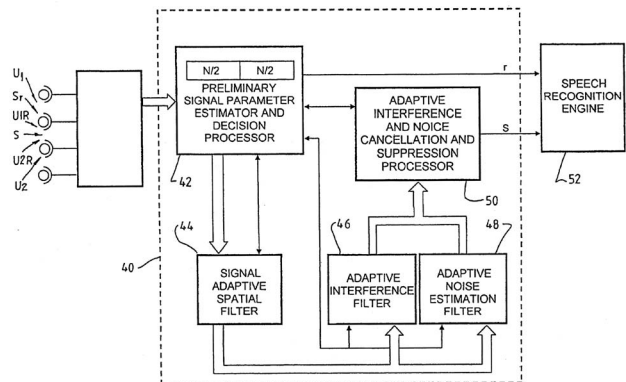 U1
Sr
U1R
S
U2R
U2
N/2 N/2
PRELIMINARY
SIGNAL PARAMETER
ESTIMATOR AND
DECISION
PROCESSOR
42
r
ADAPTIVE
INTERFERENCE
AND NOICE
CANCELLATION AND
SUPPRESSION
PROCESSOR
50
S
SPEECH
RECOGNITION
ENGINE
52
44
SIGNAL
ADAPTIVE
SPATIAL
FILTER
40
46
ADAPTIVE
INTERFERENCE
FILTER
48
ADAPTIVE
NOISE
ESTIMATION
FILTER